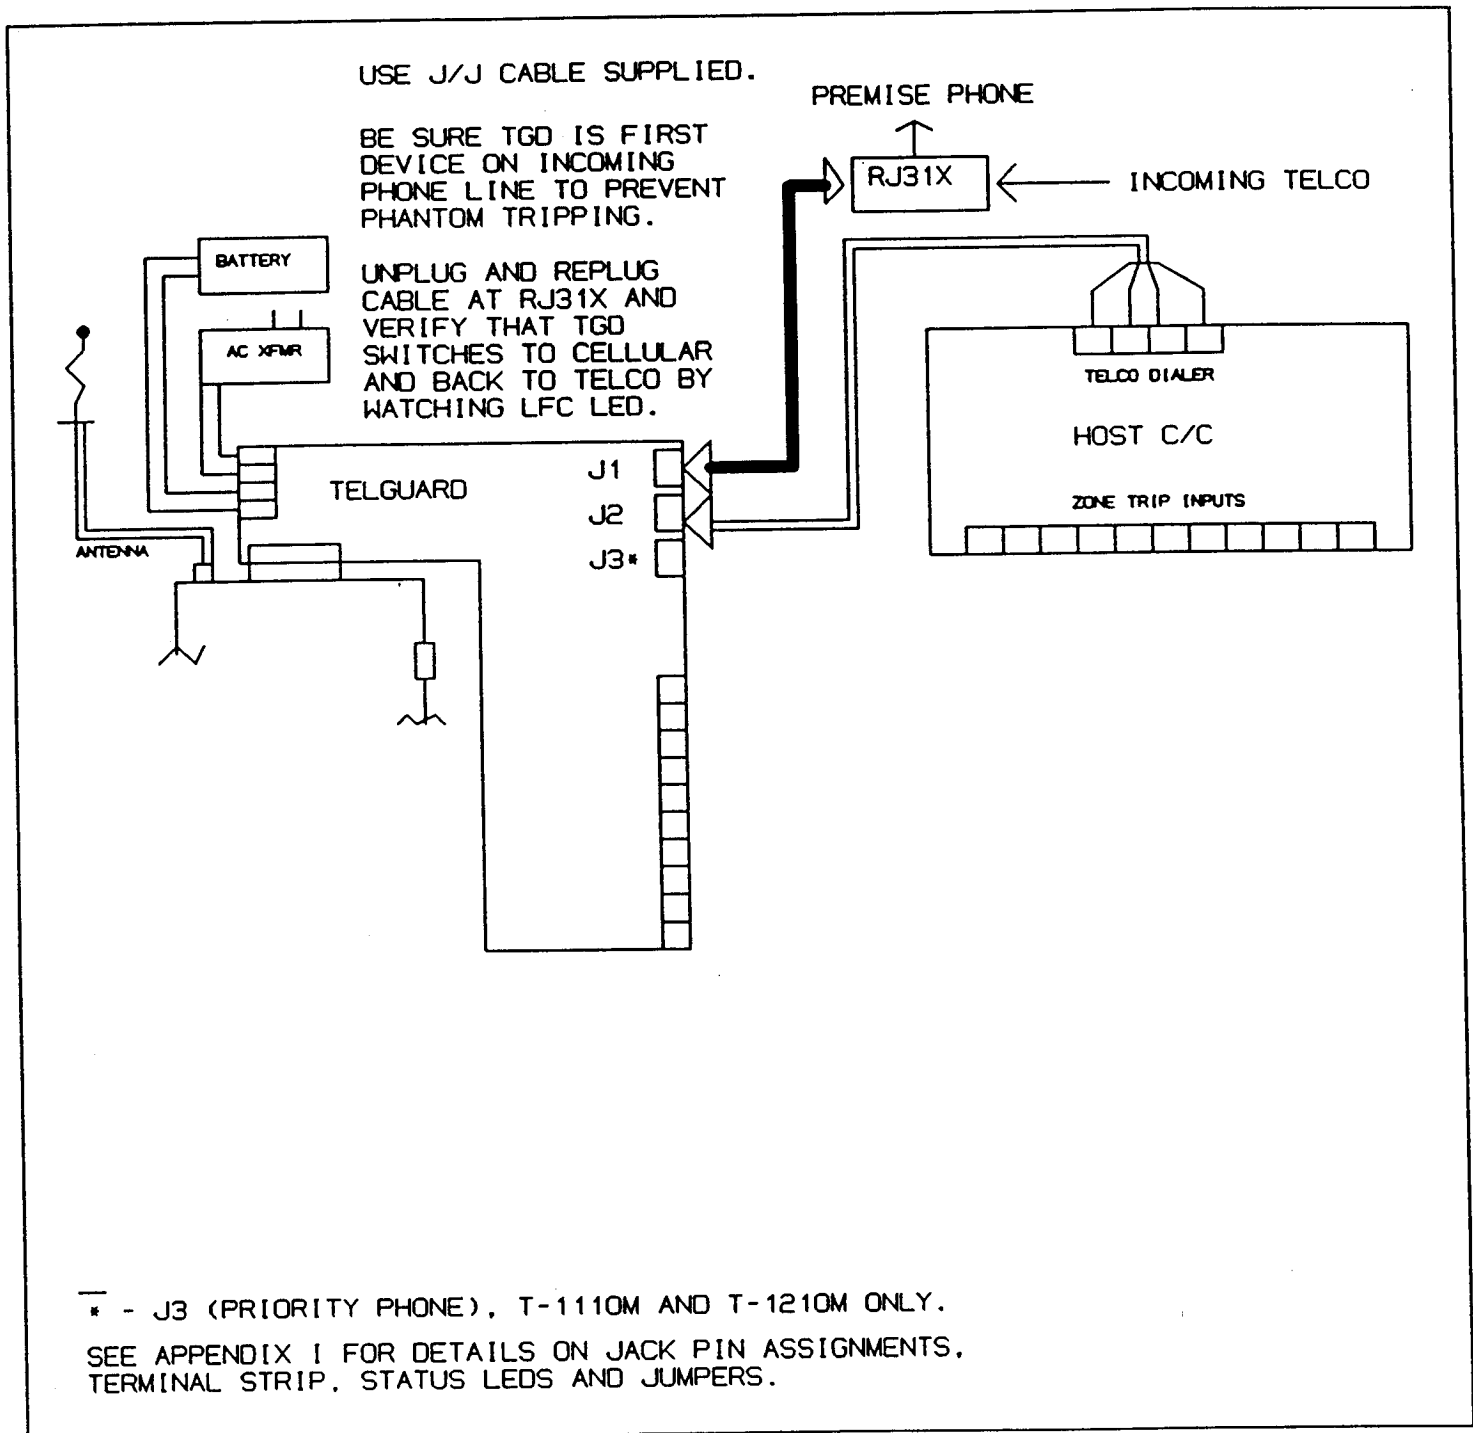 USE J/J CABLE SUPPLIED.
BE SURE TGD IS FIRST
DEVICE ON INCOMING
PHONE LINE TO PREVENT
PHANTOM TRIPPING.
UNPLUG AND REPLUG
CABLE AT RJ31X AND
VERIFY THAT TGD
SWITCHES TO CELLULAR
AND BACK TO TELCO BY
WATCHING LFC LED.
PREMISE PHONE
RJ31X
INCOMING TELCO
BATTERY
AC XFMR
ANTENNA
TELGUARD
J1
J2
J3*
TELCO DIALER
HOST C/C
ZONE TRIP INPUTS
* - J3 (PRIORITY PHONE), T-1110M AND T-1210M ONLY.
SEE APPENDIX I FOR DETAILS ON JACK PIN ASSIGNMENTS,
TERMINAL STRIP, STATUS LEDS AND JUMPERS.